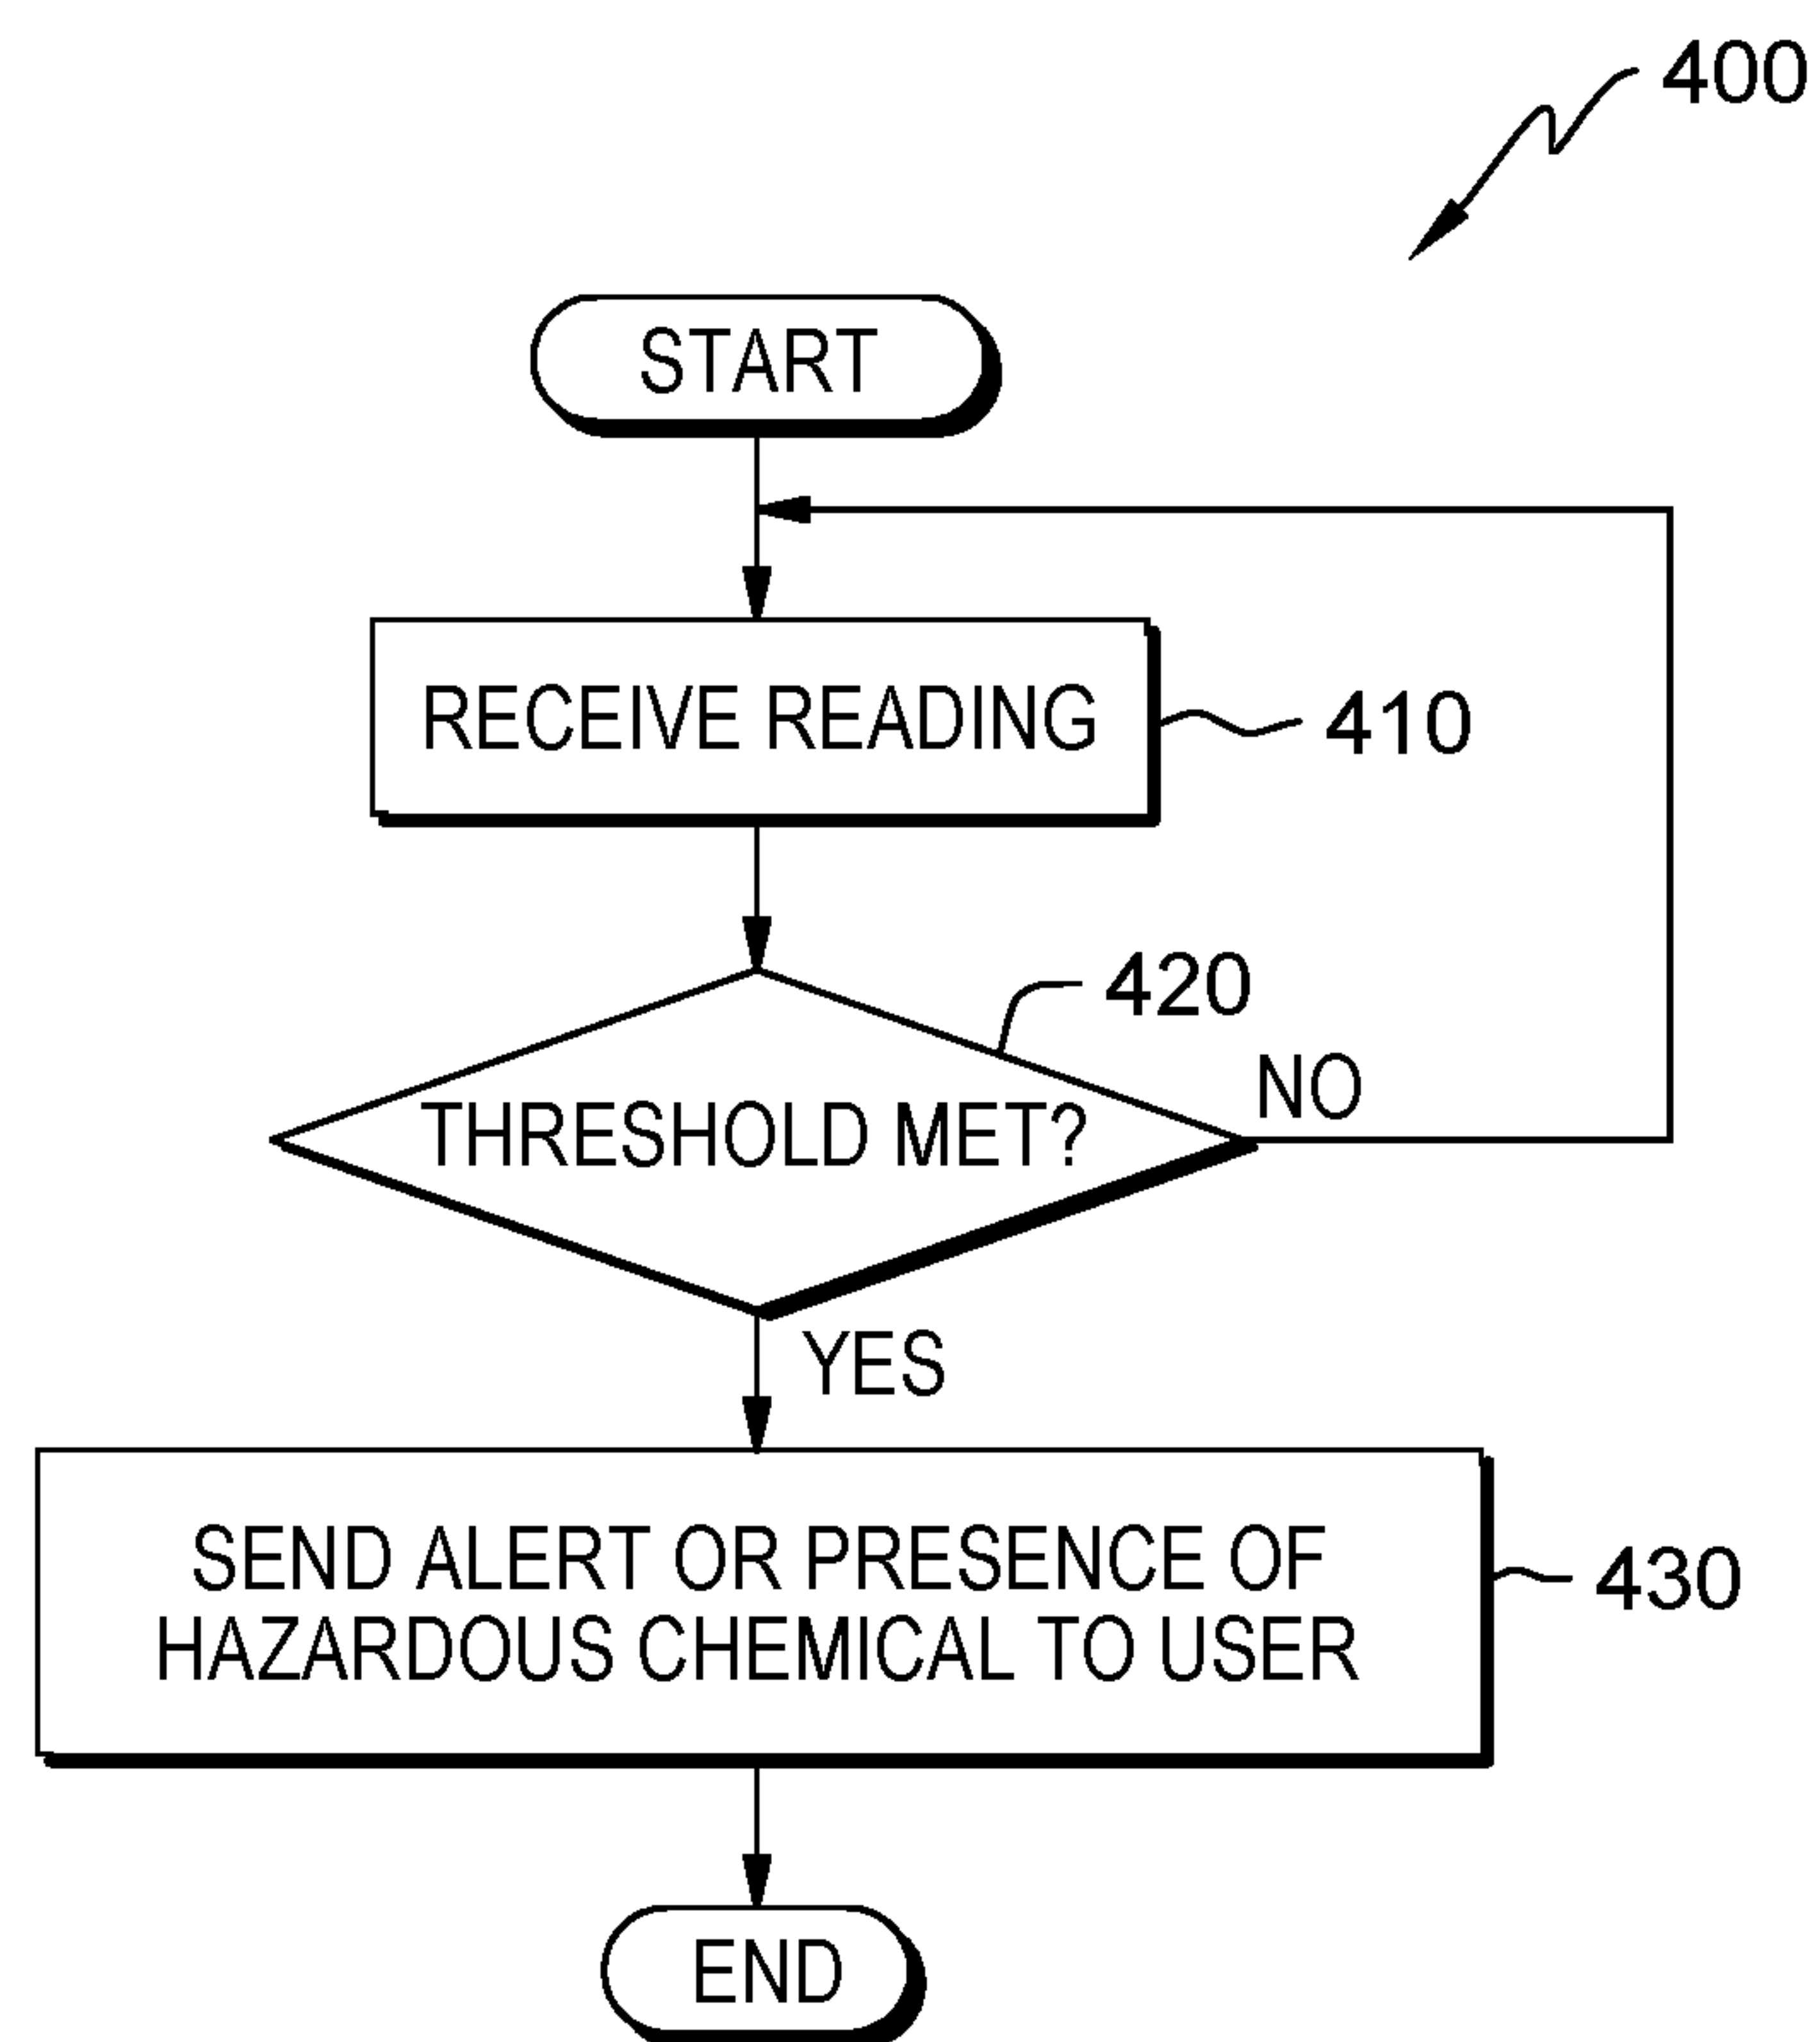 400
START
RECEIVE READING
410
420
THRESHOLD MET?
NO
YES
SEND ALERT OR PRESENCE OF
HAZARDOUS CHEMICAL TO USER
430
END